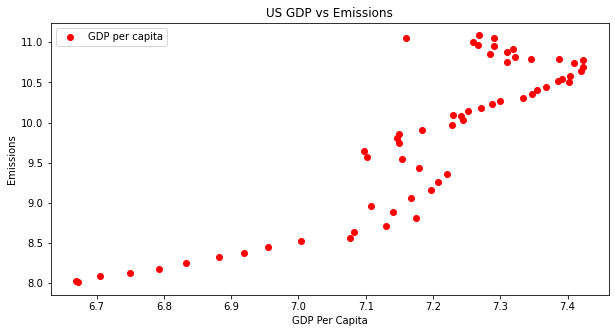 US GDP vs Emissions
GDP per capita
11.0
10.5
10.0
9.5
9.0
8.5
8.0
Emissions
6.7 6.8 6.9 7.0 7.1 7.2 7.3 7.4
GDP Per Capita